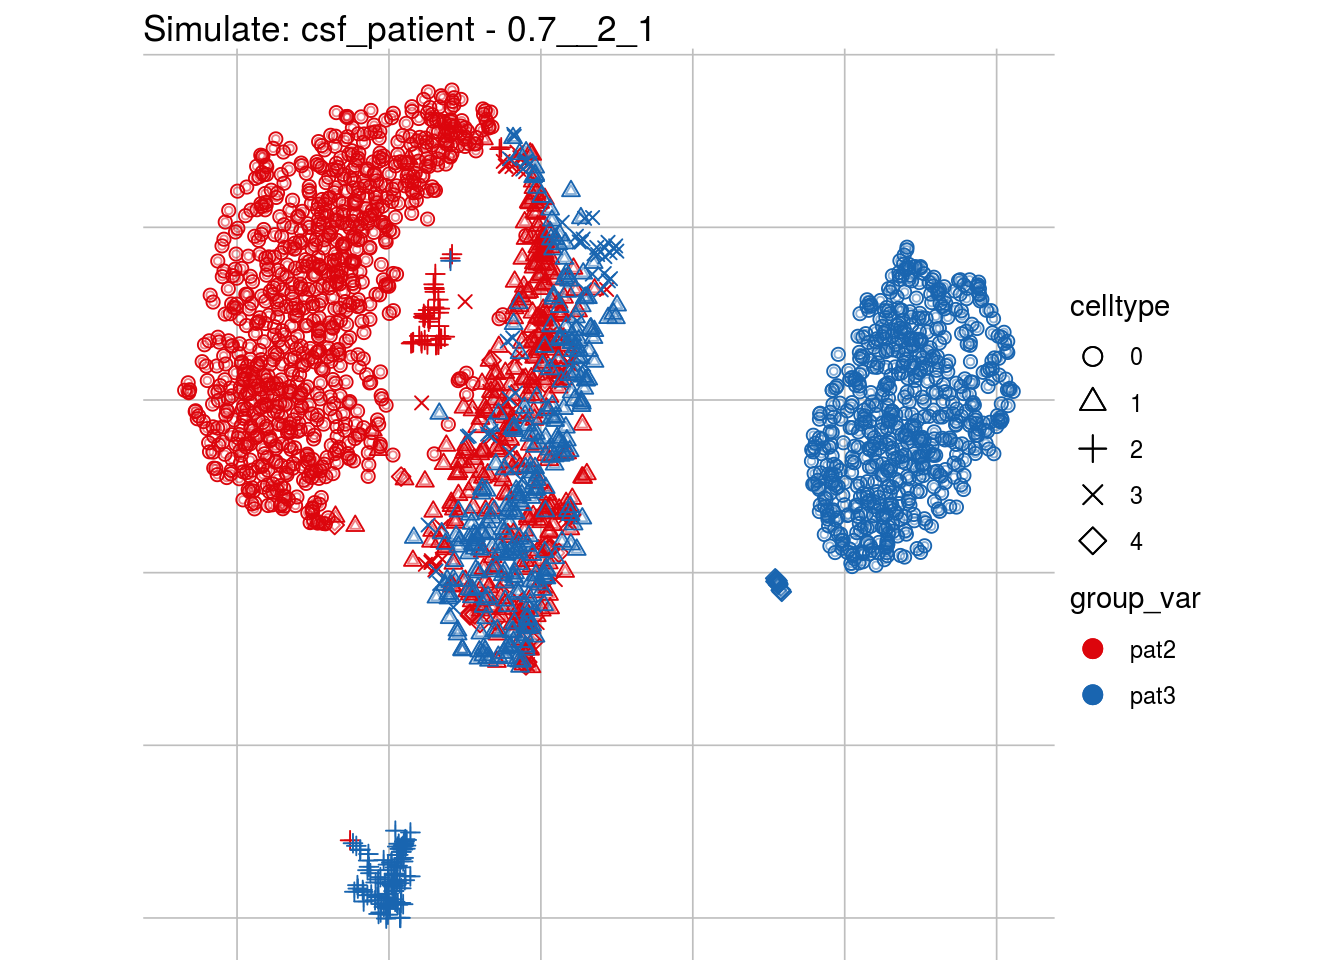 Simulate: csf_patient - 0.7__2_1
celltype
0
1
2
3
4
group_var
pat2
pat3